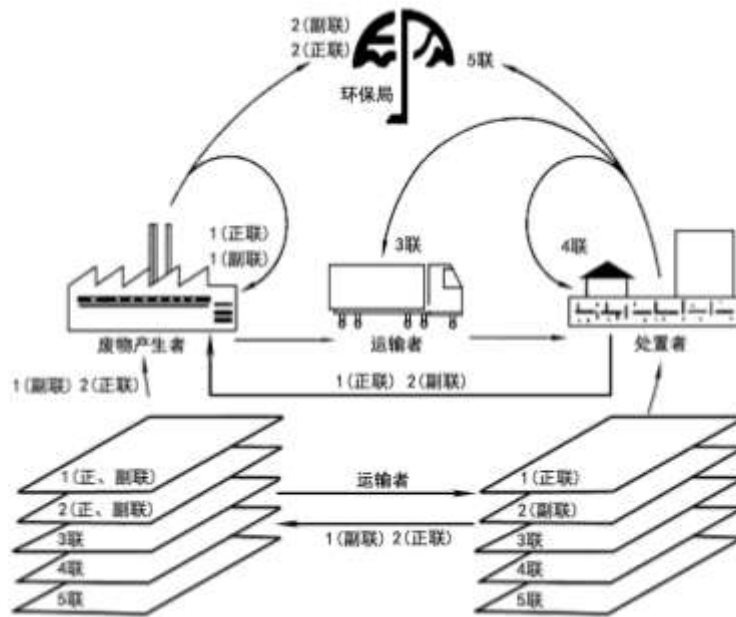 2(副联)
2(正联)
5联
环保局
1(正联)
1(副联)
3联
4联
废物产生者
运输者
处置者
1(副联) 2(正联)
1(正联) 2(副联)
1(正、副联)
2(正、副联)
3联
4联
5联
运输者
1(副联) 2(正联)
1(正联)
2(副联)
3联
4联
5联